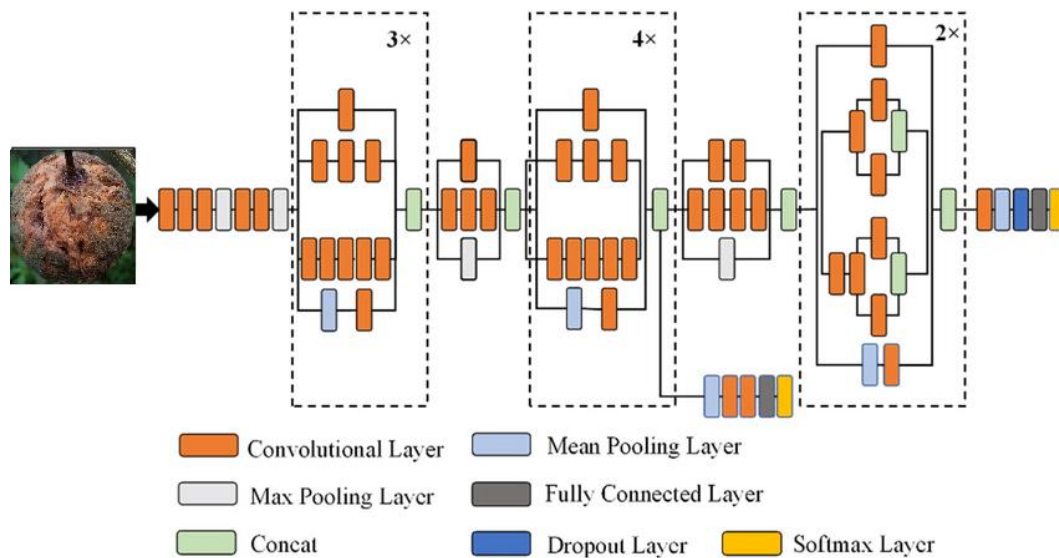 3×
4×
2×
Convolutional Layer
Mean Pooling Layer
Max Pooling Layer
Fully Connected Layer
Concat
Dropout Layer
Softmax Layer